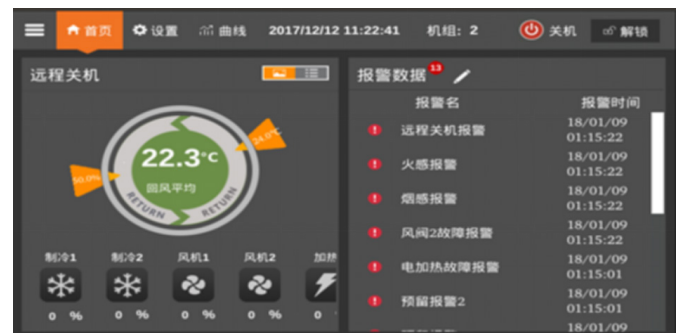 首页 设置 曲线 2017/12/12 11:22:41 机组: 2 关机 解锁
远程关机
报警数据 13
24.0℃
22.3℃
50.0%
回风平均
RETURN RETURN
制冷1 制冷2 风机1 风机2 加热
0 % 0 % 0 % 0 % 0
报警名 报警时间
远程关机报警 18/01/09
01:15:22
火感报警 18/01/09
01:15:22
烟感报警 18/01/09
01:15:22
风阀2故障报警 18/01/09
01:15:22
电加热故障报警 18/01/09
01:15:01
预留报警2 18/01/09
01:15:01
18/01/09